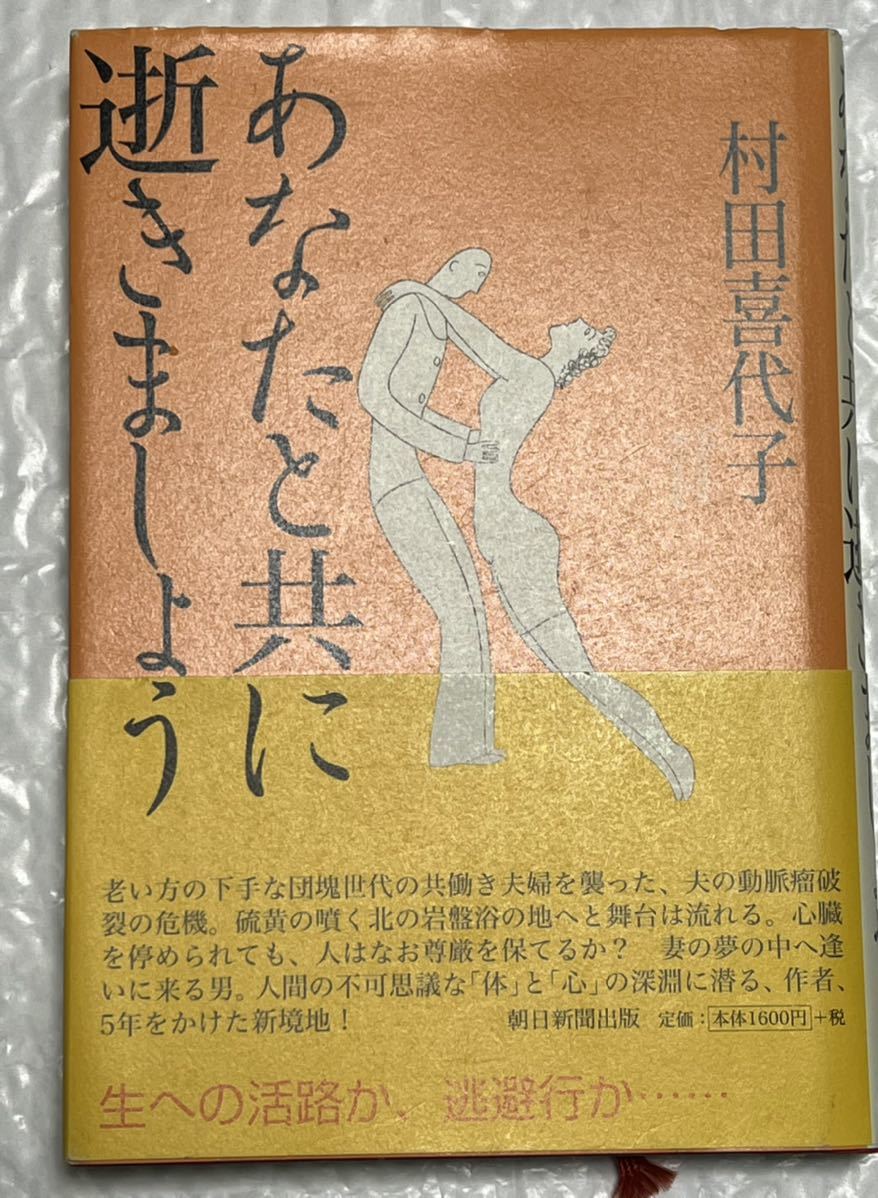 村田喜代子
あなたと共に
逝きましょう
老い方の下手な団塊世代の共働き夫婦を襲った、夫の動脈瘤破
裂の危機。硫黄の噴く北の岩盤浴の地へと舞台は流れる。心臓
を停められても、人はなお尊厳を保てるか？　妻の夢の中へ逢
いに来る男。人間の不可思議な「体」と「心」の深淵に潜る、作者、
5年をかけた新境地！　朝日新聞出版　定価：本体1600円+税
生への活路か、逃避行か……